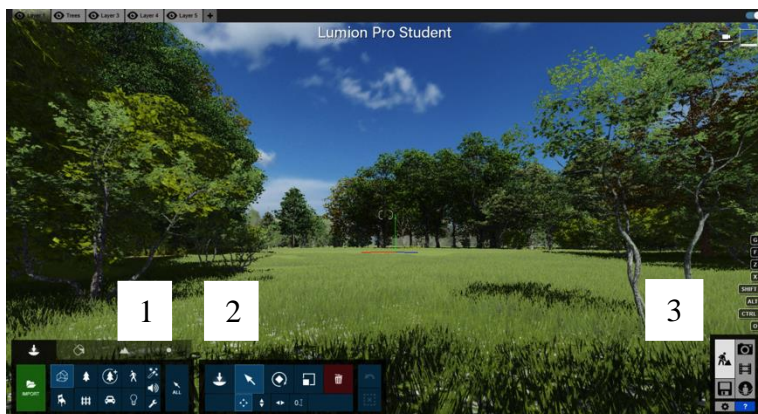 Trees Layer 3 Layer 4 Layer 5 +
Lumion Pro Student
G
F
Z
X
SHIFT
ALT
CTRL
O
1 2 3
IMPORT
ALL
?